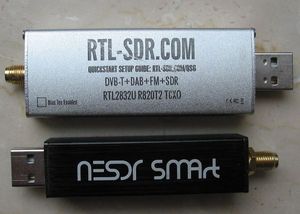 RTL-SDR.COM
QUICKSTART SETUP GUIDE: RTL-SDR.COM/QSG
DVB-T+DAB+FM+SDR
RTL2832U R820T2 TCXO
Bias Tee Enabled
NESDR SMArt